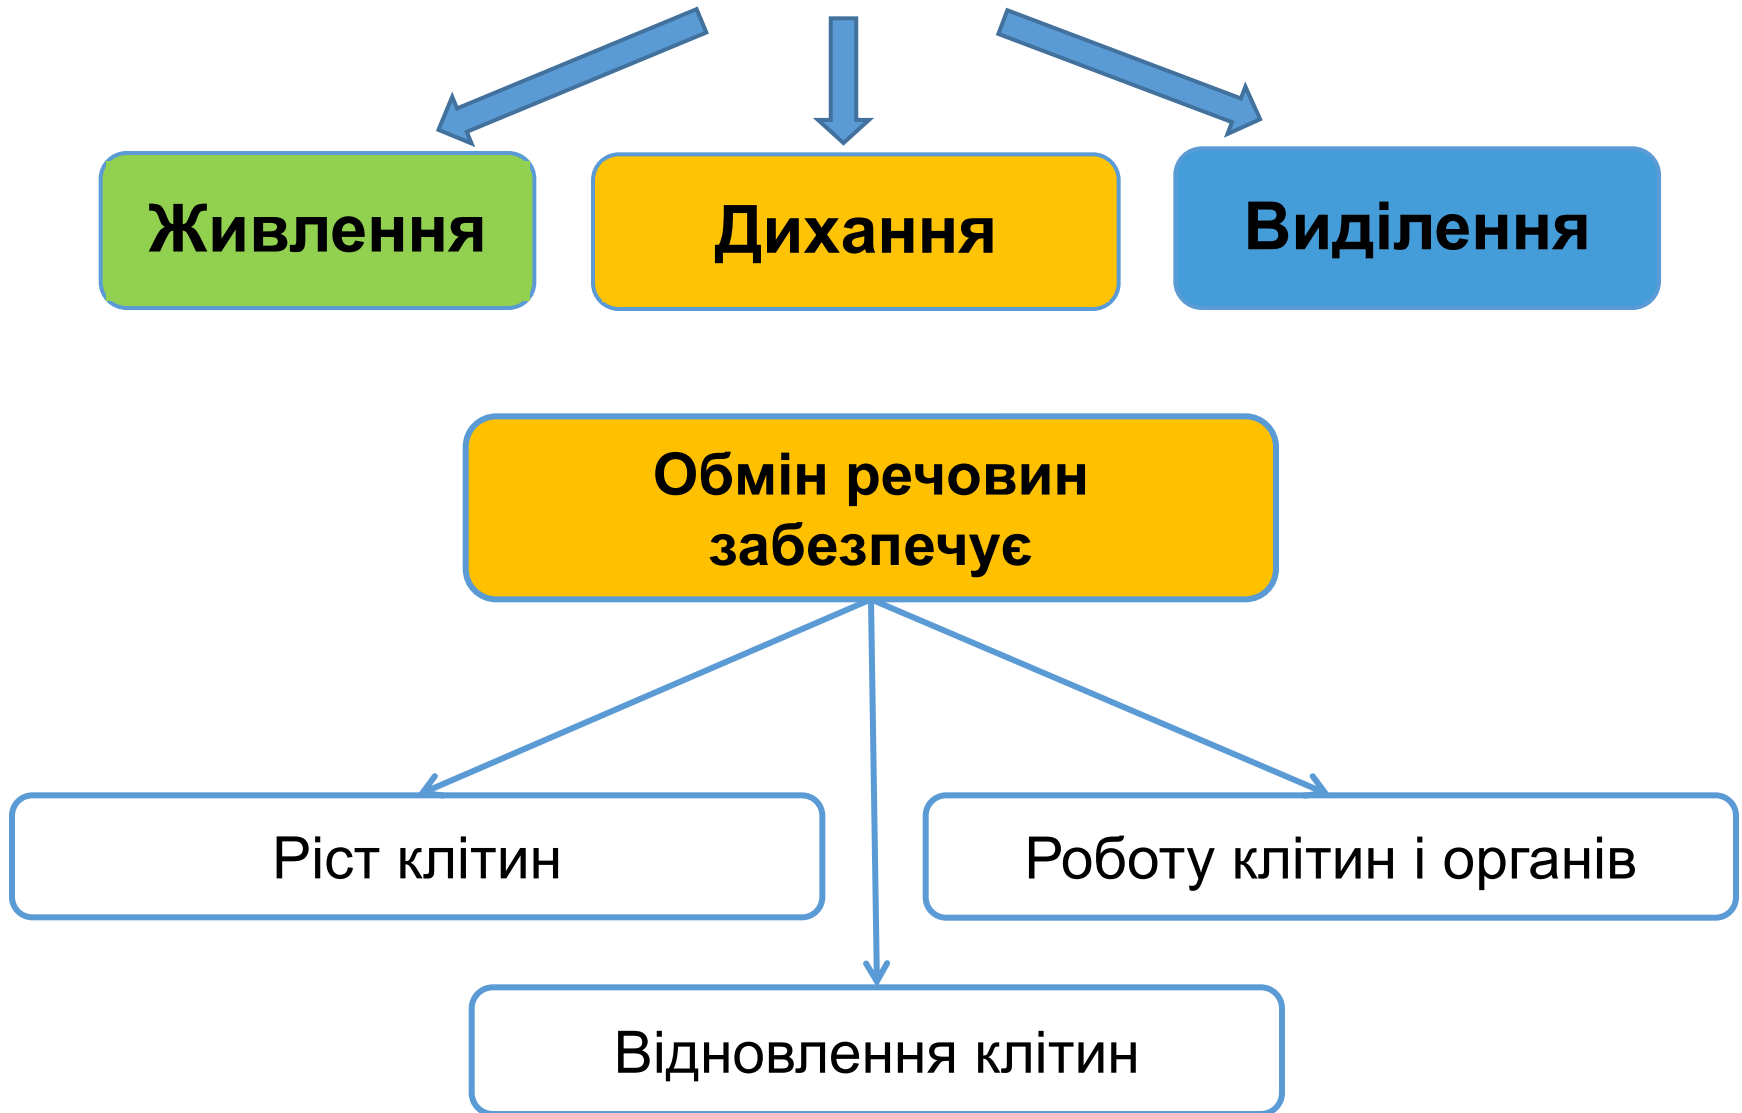 Живлення
Дихання
Виділення
Обмін речовин
забезпечує
Ріст клітин
Роботу клітин і органів
Відновлення клітин